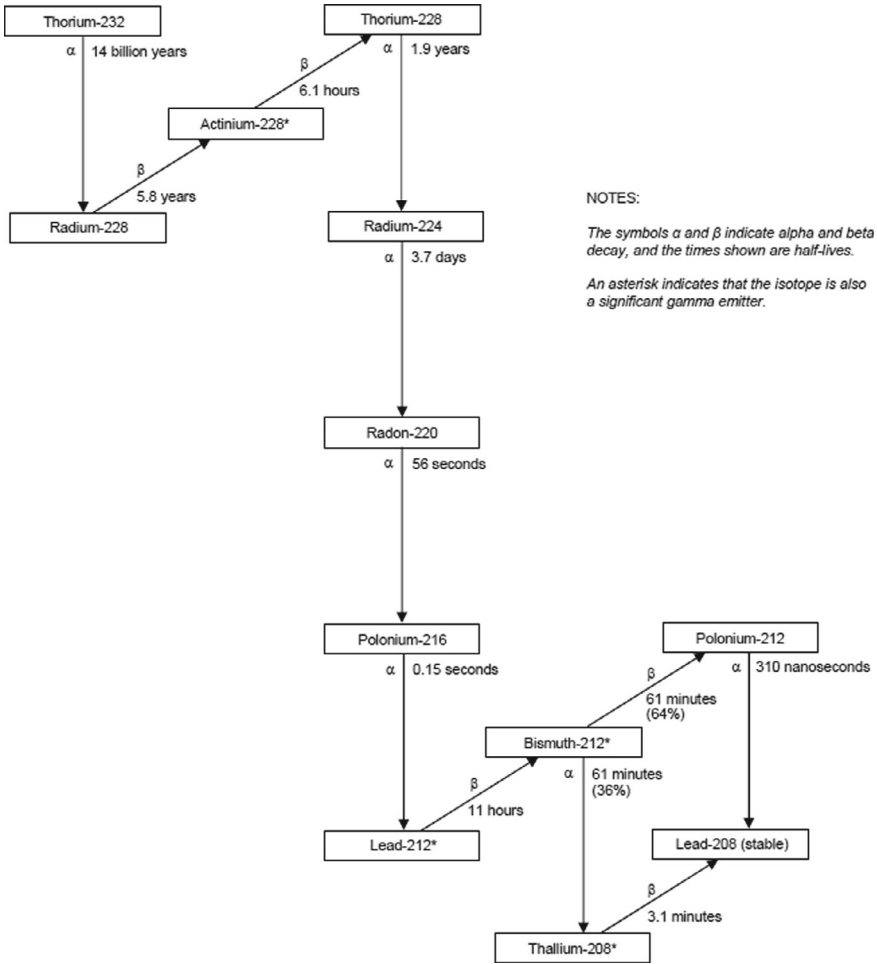 Thorium-232
α 14 billion years
Thorium-228
α 1.9 years
β
6.1 hours
Actinium-228*
β
5.8 years
Radium-228
Radium-224
α 3.7 days
NOTES:
The symbols α and β indicate alpha and beta
decay, and the times shown are half-lives.
An asterisk indicates that the isotope is also
a significant gamma emitter.
Radon-220
α 56 seconds
Polonium-216
α 0.15 seconds
Polonium-212
α 310 nanoseconds
β
61 minutes
(64%)
Bismuth-212*
α 61 minutes
(36%)
β
11 hours
Lead-212*
Lead-208 (stable)
β
3.1 minutes
Thallium-208*